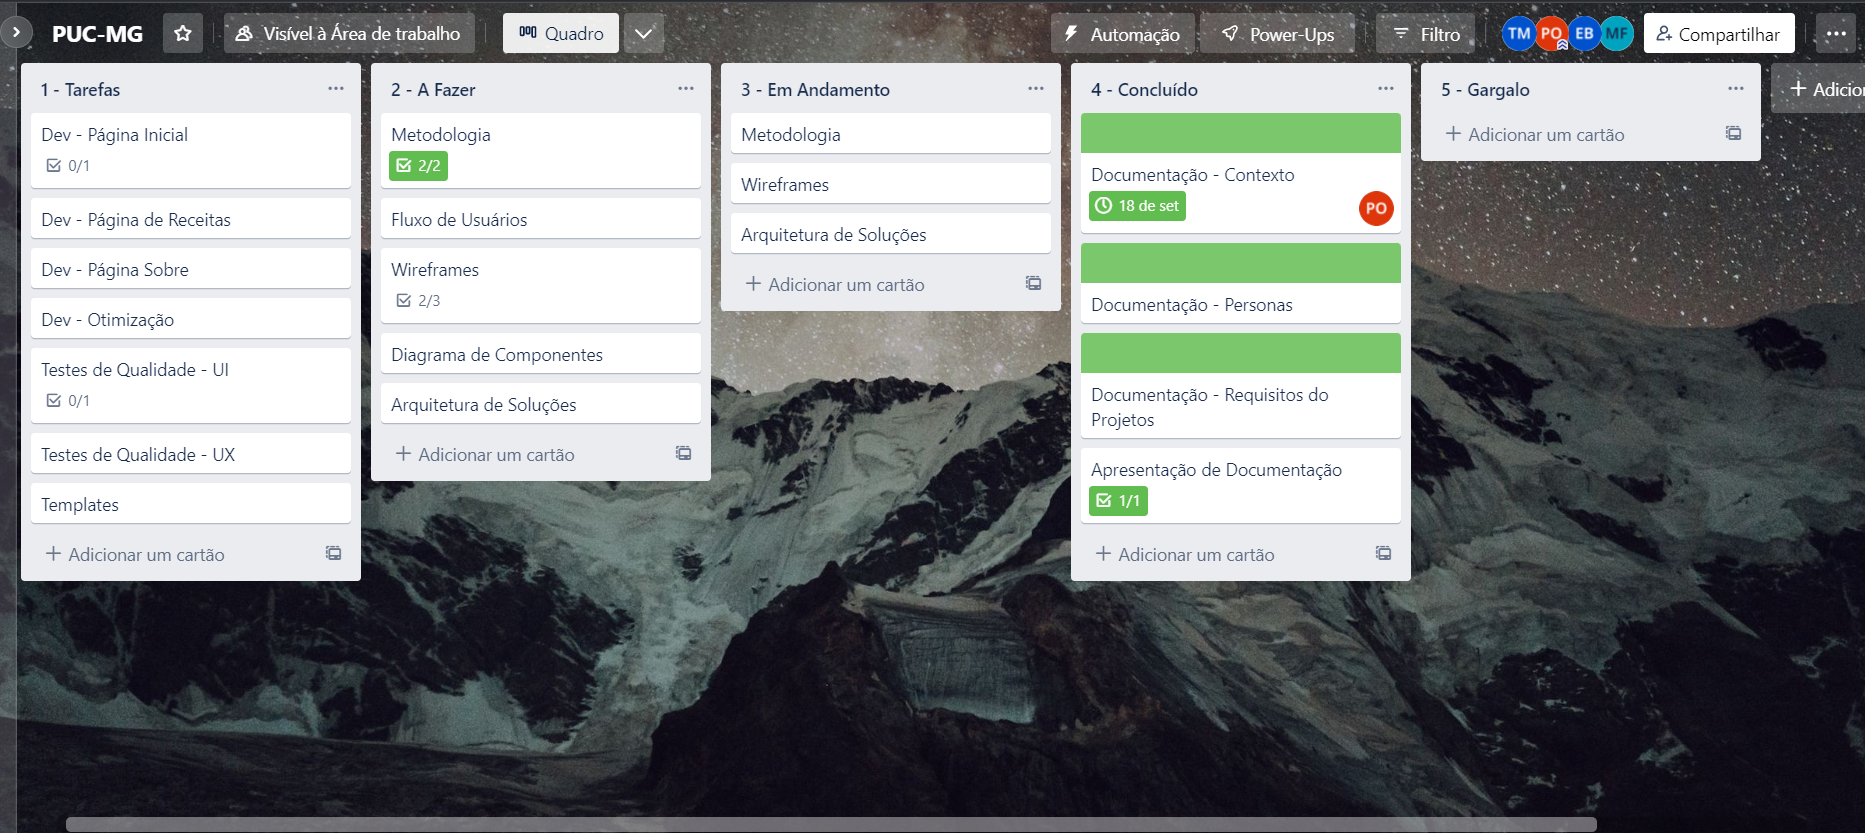 PUC-MG
Visível à Área de trabalho
Quadro
Automação
Power-Ups
Filtro
TM
PO
EB
MF
Compartilhar
1 - Tarefas
Dev - Página Inicial
0/1
Dev - Página de Receitas
Dev - Página Sobre
Dev - Otimização
Testes de Qualidade - UI
0/1
Testes de Qualidade - UX
Templates
Adicionar um cartão
2 - A Fazer
Metodologia
2/2
Fluxo de Usuários
Wireframes
2/3
Diagrama de Componentes
Arquitetura de Soluções
Adicionar um cartão
3 - Em Andamento
Metodologia
Wireframes
Arquitetura de Soluções
Adicionar um cartão
4 - Concluído
Documentação - Contexto
18 de set
PO
Documentação - Personas
Documentação - Requisitos do
Projetos
Apresentação de Documentação
1/1
Adicionar um cartão
5 - Gargalo
Adicionar um cartão
Adicio